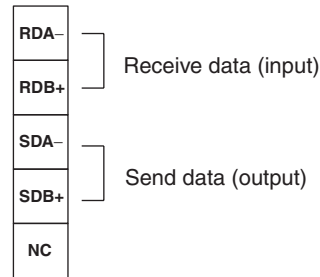 RDA−
RDB+
Receive data (input)
SDA−
SDB+
Send data (output)
NC